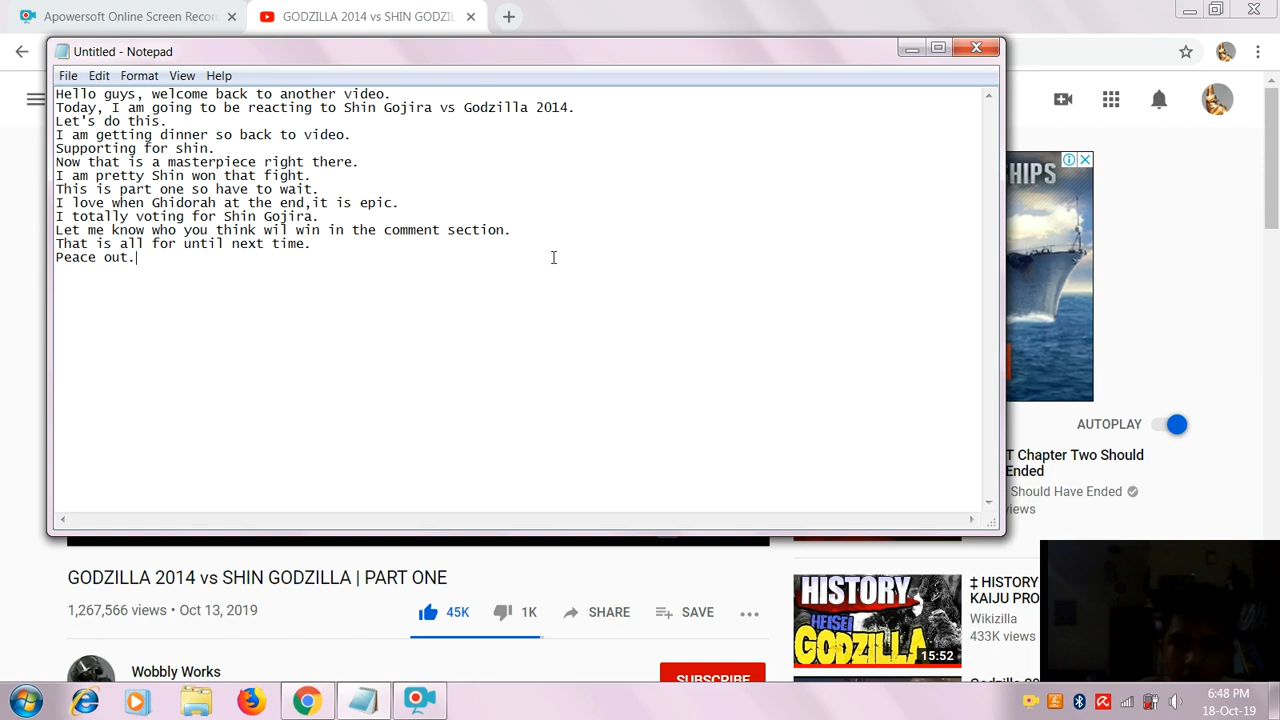 Apowersoft Online Screen Recor
GODZILLA 2014 vs SHIN GODZIL
Untitled - Notepad
File Edit Format View Help
Hello guys, welcome back to another video.
Today, I am going to be reacting to Shin Gojira vs Godzilla 2014.
Let's do this.
I am getting dinner so back to video.
Supporting for shin.
Now that is a masterpiece right there.
I am pretty Shin won that fight.
This is part one so have to wait.
I love when Ghidorah at the end,it is epic.
I totally voting for Shin Gojira.
Let me know who you think wil win in the comment section.
That is all for until next time.
Peace out.
HIPS
AUTOPLAY
T Chapter Two Should
Ended
Should Have Ended
iews
GODZILLA 2014 vs SHIN GODZILLA | PART ONE
1,267,566 views • Oct 13, 2019
45K 1K SHARE SAVE
Wobbly Works
SUBSCRIBE
HISTORY
HEISEI
GODZILLA
15:52
‡ HISTORY
KAIJU PRO
Wikizilla
433K views
6:48 PM
18-Oct-19